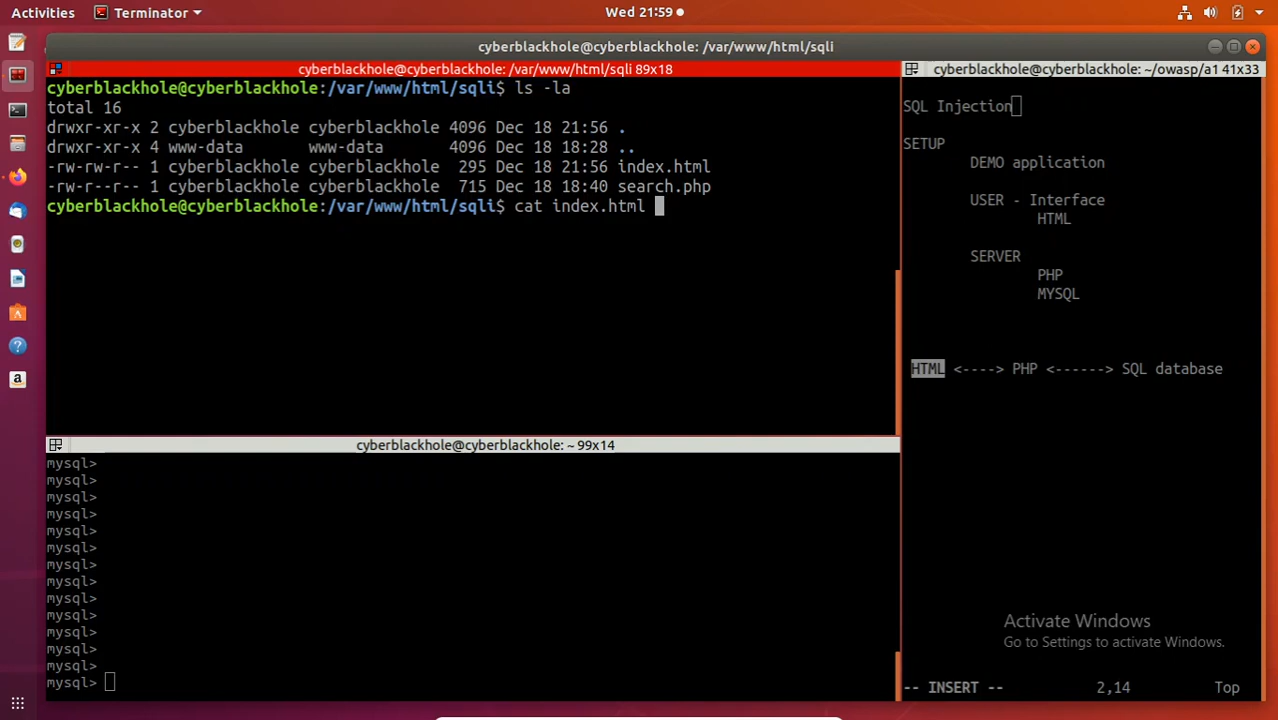 Activities Terminator Wed 21:59
cyberblackhole@cyberblackhole: /var/www/html/sqli
cyberblackhole@cyberblackhole: /var/www/html/sqli 89x18
cyberblackhole@cyberblackhole:/var/www/html/sqli$ ls -la
total 16
drwxr-xr-x 2 cyberblackhole cyberblackhole 4096 Dec 18 21:56 .
drwxr-xr-x 4 www-data www-data 4096 Dec 18 18:28 ..
-rw-rw-r-- 1 cyberblackhole cyberblackhole 295 Dec 18 21:56 index.html
-rw-r--r-- 1 cyberblackhole cyberblackhole 715 Dec 18 18:40 search.php
cyberblackhole@cyberblackhole:/var/www/html/sqli$ cat index.html
cyberblackhole@cyberblackhole: ~ 99x14
mysql>
mysql>
mysql>
mysql>
mysql>
mysql>
mysql>
mysql>
mysql>
mysql>
mysql>
mysql>
mysql>
mysql>
cyberblackhole@cyberblackhole: ~/owasp/a1 41x33
SQL Injection
SETUP
DEMO application
USER - Interface
HTML
SERVER
PHP
MYSQL
HTML <----> PHP <------> SQL database
Activate Windows
Go to Settings to activate Windows.
-- INSERT -- 2,14 Top